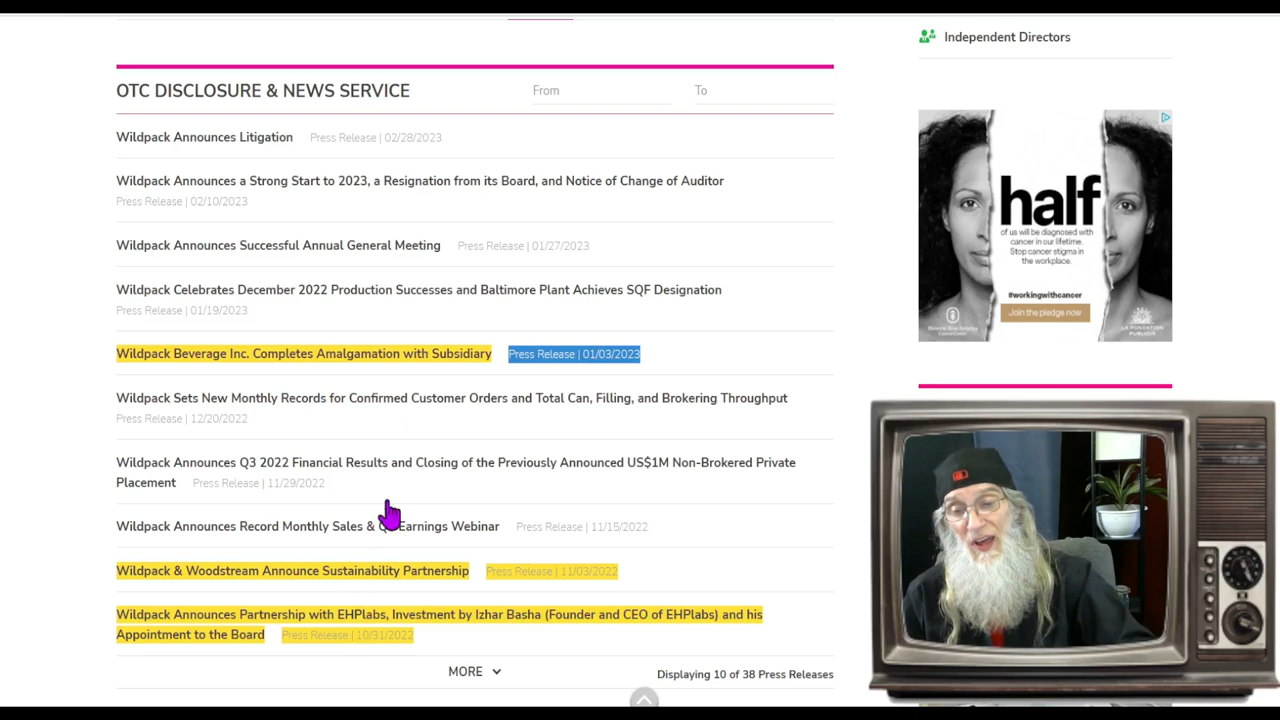 Independent Directors
OTC DISCLOSURE & NEWS SERVICE
From
To
Wildpack Announces Litigation Press Release | 02/28/2023
Wildpack Announces a Strong Start to 2023, a Resignation from its Board, and Notice of Change of Auditor
Press Release | 02/10/2023
Wildpack Announces Successful Annual General Meeting Press Release | 01/27/2023
Wildpack Celebrates December 2022 Production Successes and Baltimore Plant Achieves SQF Designation
Press Release | 01/19/2023
Wildpack Beverage Inc. Completes Amalgamation with Subsidiary Press Release | 01/03/2023
Wildpack Sets New Monthly Records for Confirmed Customer Orders and Total Can, Filling, and Brokering Throughput
Press Release | 12/20/2022
Wildpack Announces Q3 2022 Financial Results and Closing of the Previously Announced US$1M Non-Brokered Private
Placement Press Release | 11/29/2022
Wildpack Announces Record Monthly Sales & Earnings Webinar Press Release | 11/15/2022
Wildpack & Woodstream Announce Sustainability Partnership Press Release | 11/03/2022
Wildpack Announces Partnership with EHPlabs, Investment by Izhar Basha (Founder and CEO of EHPlabs) and his
Appointment to the Board Press Release | 10/31/2022
MORE
Displaying 10 of 38 Press Releases
half
of us will be diagnosed with
cancer in our lifetime.
Stop cancer stigma in
the workplace.
#workingwithcancer
Join the pledge now
LA FONDATION
PUBLICIS